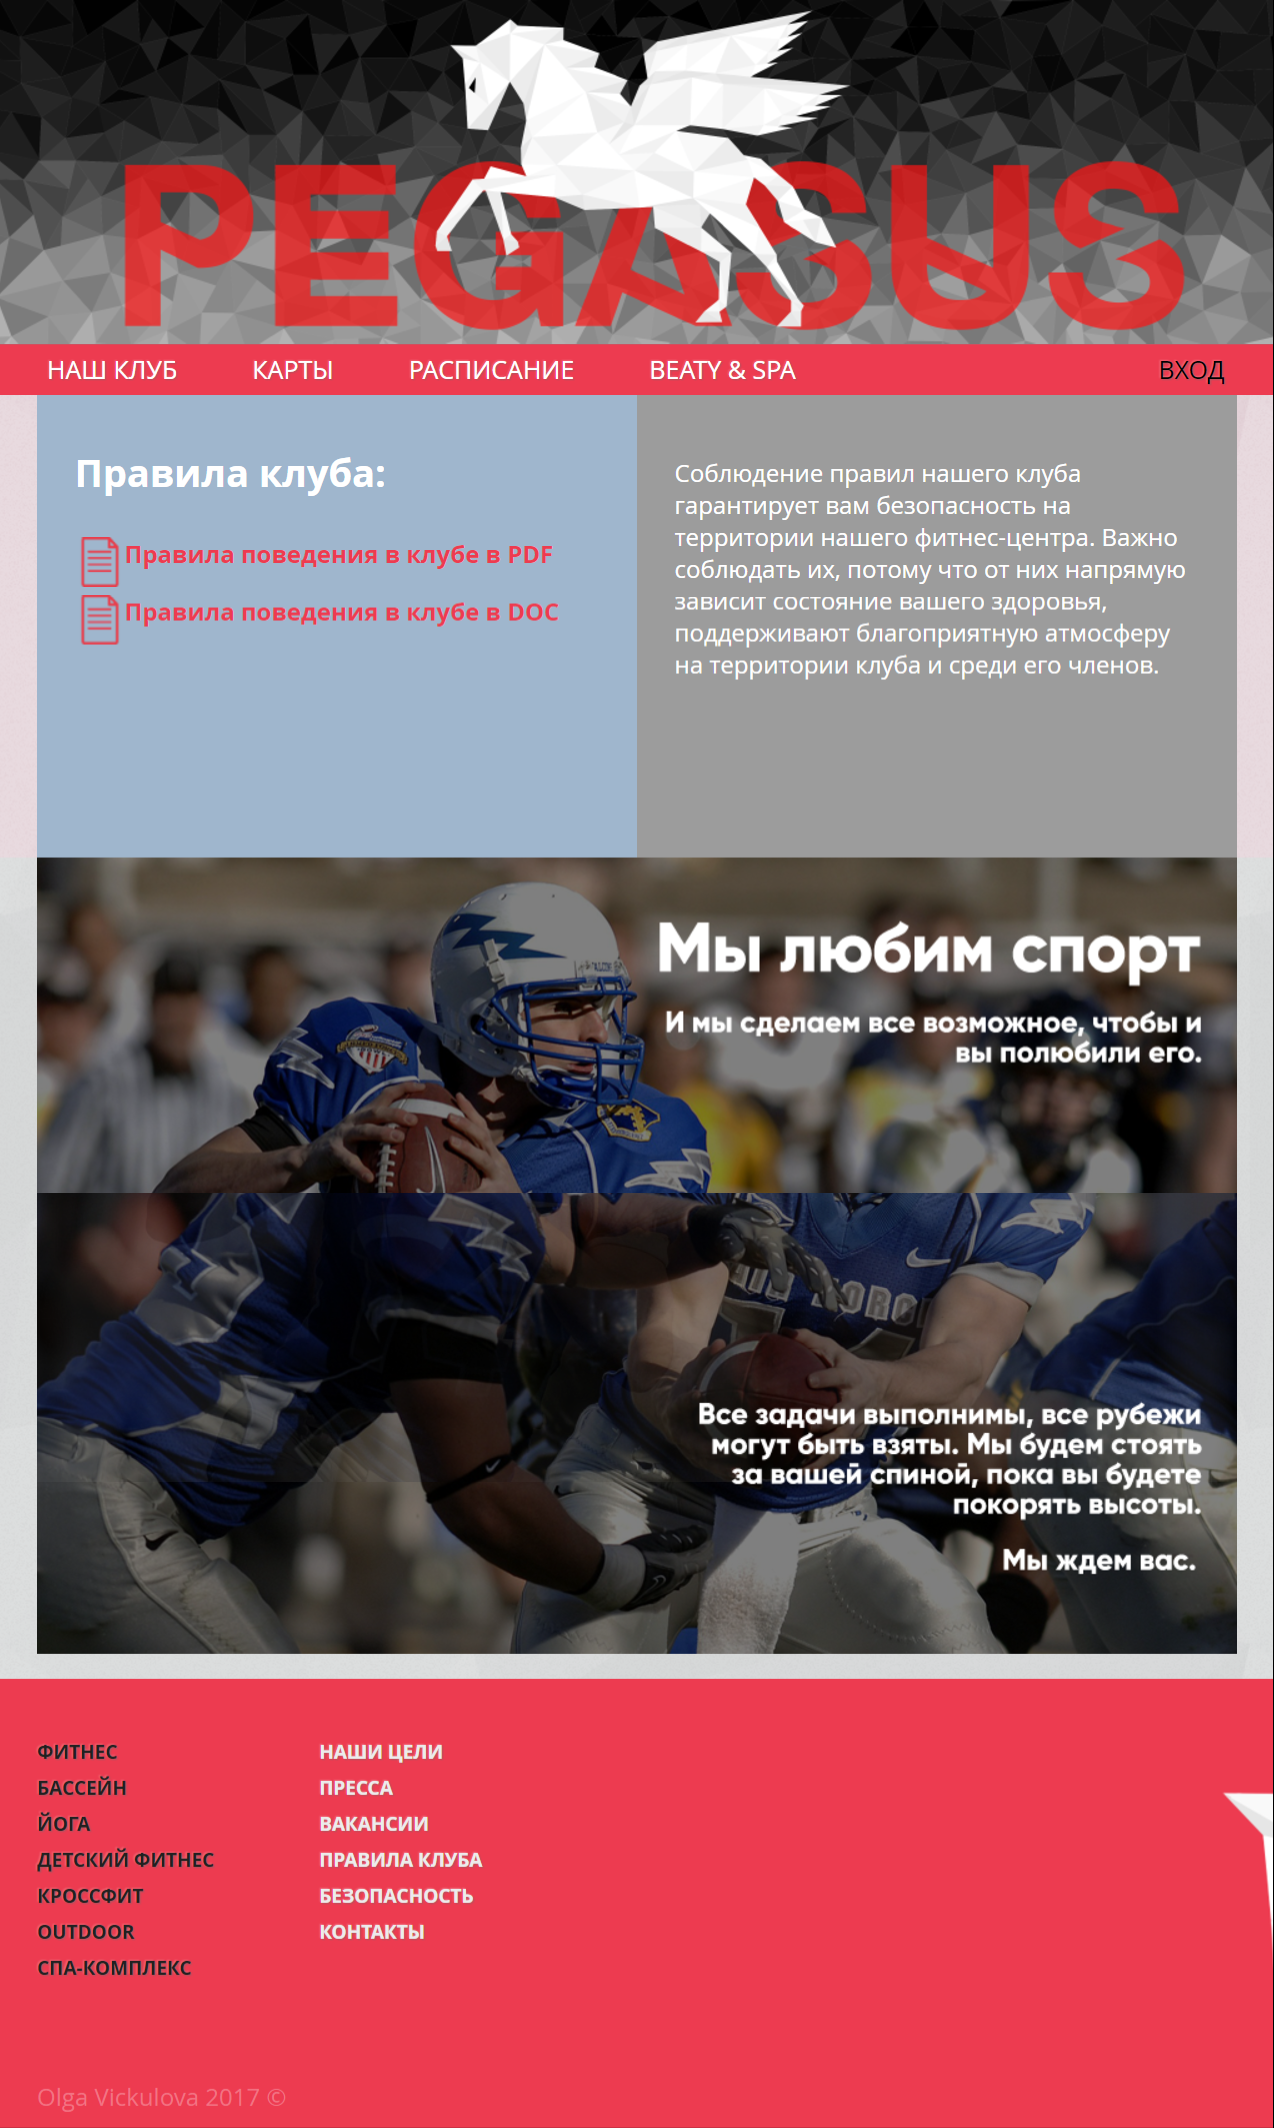 PEGASUS
НАШ КЛУБ
КАРТЫ
РАСПИСАНИЕ
BEATY & SPA
ВХОД
Правила клуба:
Правила поведения в клубе в PDF
Правила поведения в клубе в DOC
Соблюдение правил нашего клуба
гарантирует вам безопасность на
территории нашего фитнес-центра. Важно
соблюдать их, потому что от них напрямую
зависит состояние вашего здоровья,
поддерживают благоприятную атмосферу
на территории клуба и среди его членов.
Мы любим спорт
И мы сделаем все возможное, чтобы и
вы полюбили его.
Все задачи выполнимы, все рубежи
могут быть взяты. Мы будем стоять
за вашей спиной, пока вы будете
покорять высоты.
Мы ждем вас.
ФИТНЕС
БАССЕЙН
ЙОГА
ДЕТСКИЙ ФИТНЕС
КРОССФИТ
OUTDOOR
СПА-КОМПЛЕКС
НАШИ ЦЕЛИ
ПРЕССА
ВАКАНСИИ
ПРАВИЛА КЛУБА
БЕЗОПАСНОСТЬ
КОНТАКТЫ
Olga Vickulova 2017 ©